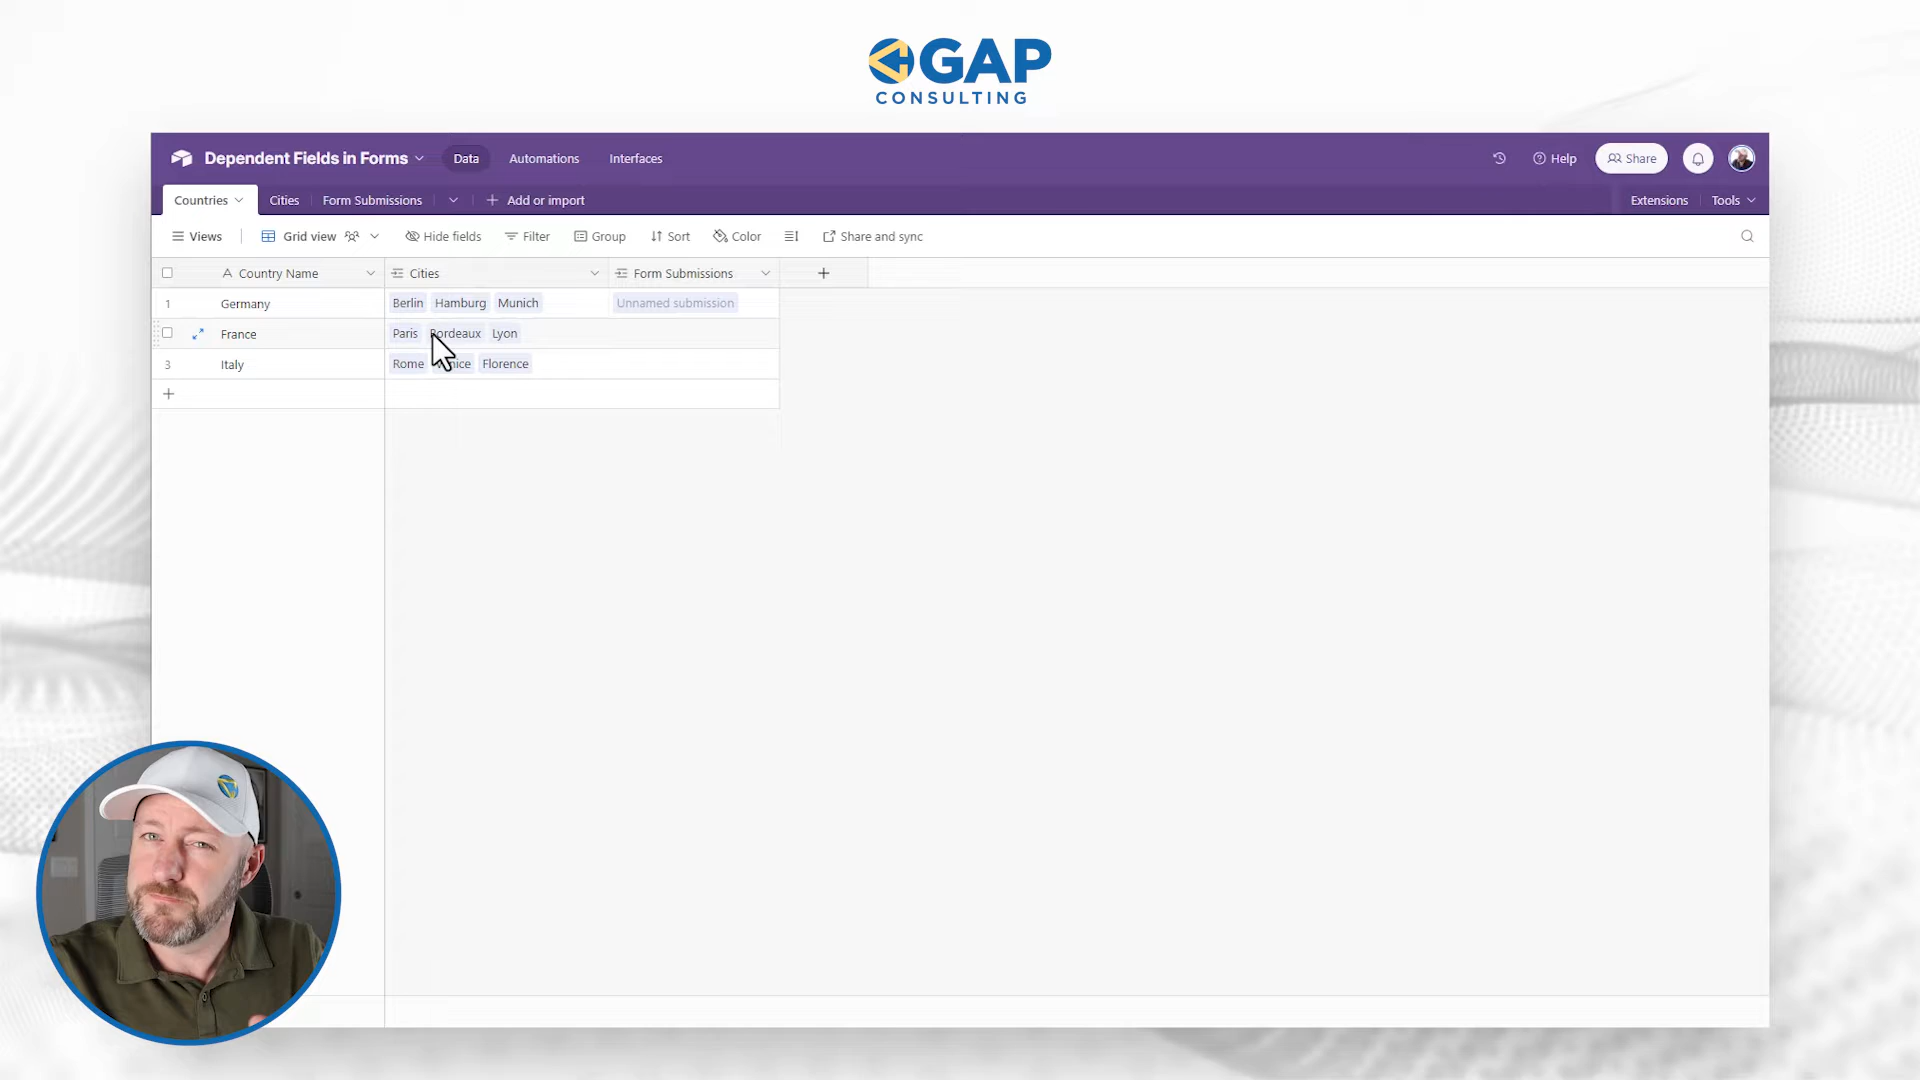 GAP
CONSULTING
Dependent Fields in Forms Data Automations Interfaces Help Share
Countries Cities Form Submissions Add or import Extensions Tools
Views Grid view Hide fields Filter Group Sort Color Share and sync
A Country Name Cities Form Submissions
1 Germany Berlin Hamburg Munich Unnamed submission
France Paris Bordeaux Lyon
3 Italy Rome Florence